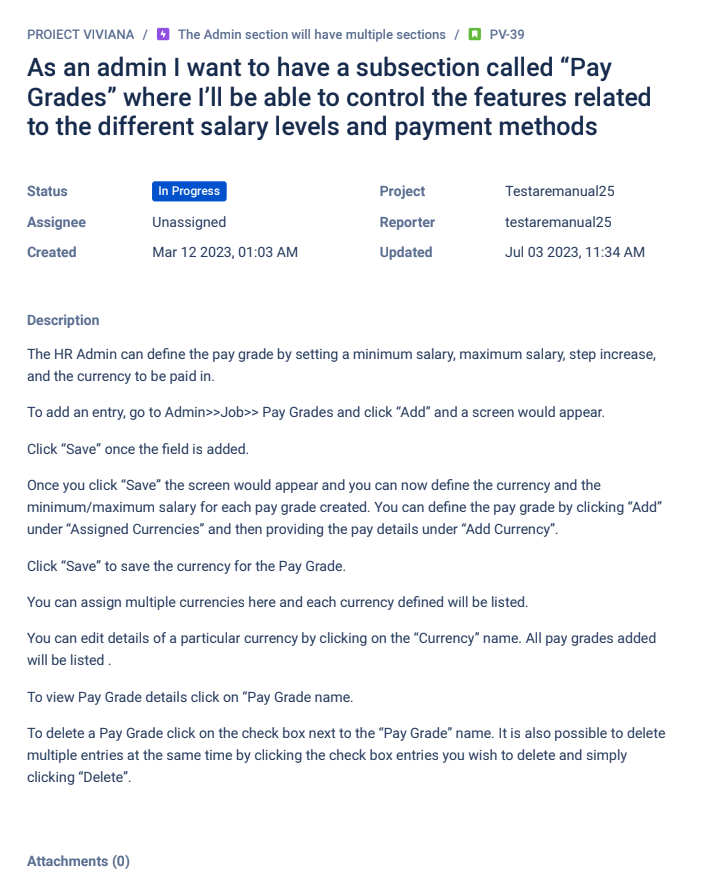 PROIECT VIVIANA / The Admin section will have multiple sections / PV-39
As an admin I want to have a subsection called “Pay
Grades” where I’ll be able to control the features related
to the different salary levels and payment methods
Status In Progress Project Testaremanual25
Assignee Unassigned Reporter testaremanual25
Created Mar 12 2023, 01:03 AM Updated Jul 03 2023, 11:34 AM
Description
The HR Admin can define the pay grade by setting a minimum salary, maximum salary, step increase,
and the currency to be paid in.
To add an entry, go to Admin>>Job>> Pay Grades and click “Add” and a screen would appear.
Click “Save” once the field is added.
Once you click “Save” the screen would appear and you can now define the currency and the
minimum/maximum salary for each pay grade created. You can define the pay grade by clicking “Add”
under “Assigned Currencies” and then providing the pay details under “Add Currency”.
Click “Save” to save the currency for the Pay Grade.
You can assign multiple currencies here and each currency defined will be listed.
You can edit details of a particular currency by clicking on the “Currency” name. All pay grades added
will be listed .
To view Pay Grade details click on “Pay Grade name.
To delete a Pay Grade click on the check box next to the “Pay Grade” name. It is also possible to delete
multiple entries at the same time by clicking the check box entries you wish to delete and simply
clicking “Delete”.
Attachments (0)